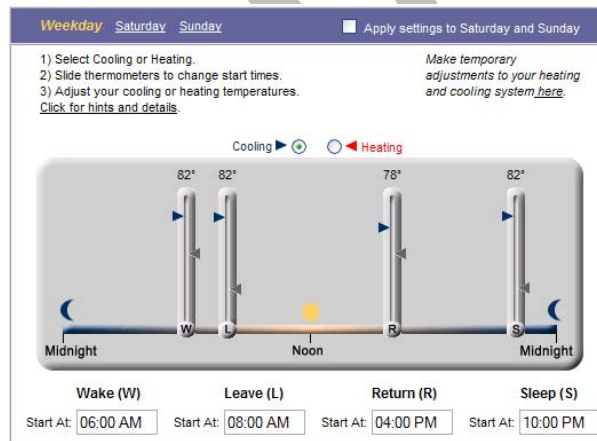 Weekday Saturday Sunday Apply settings to Saturday and Sunday
1) Select Cooling or Heating.
2) Slide thermometers to change start times.
3) Adjust your cooling or heating temperatures.
Click for hints and details.
Make temporary
adjustments to your heating
and cooling system here.
Cooling Heating
82° 82° 78° 82°
W L R S
Midnight Noon Midnight
Wake (W) Leave (L) Return (R) Sleep (S)
Start At: 06:00 AM Start At: 08:00 AM Start At: 04:00 PM Start At: 10:00 PM